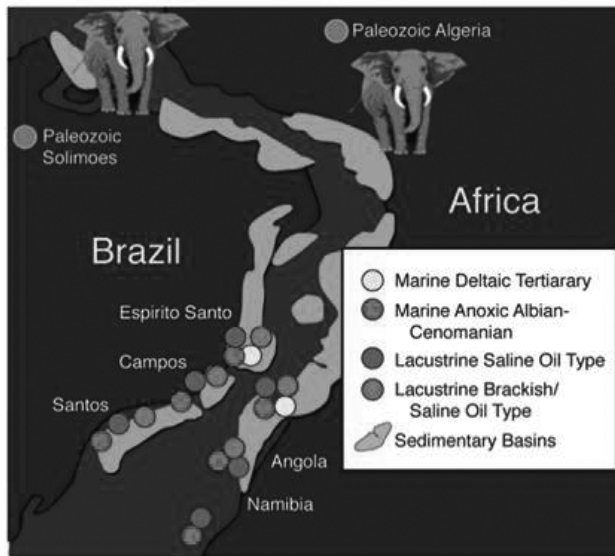 Paleozoic Algeria
Paleozoic
Solimoes
Africa
Brazil
Espirito Santo
Campos
Santos
Angola
Namibia
Marine Deltaic Tertiarary
Marine Anoxic Albian-
Cenomanian
Lacustrine Saline Oil Type
Lacustrine Brackish/
Saline Oil Type
Sedimentary Basins